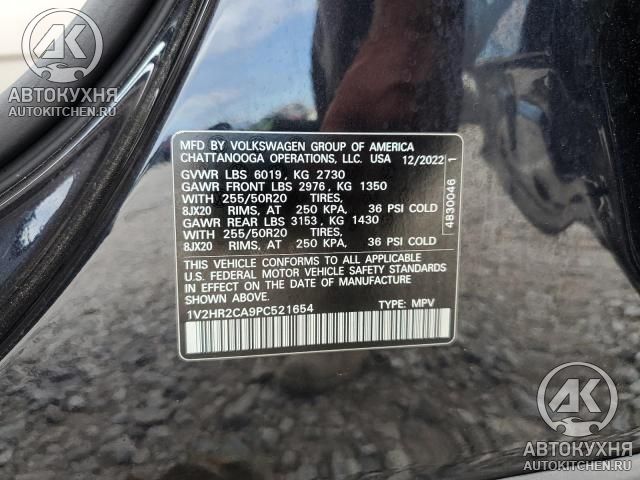 AK
АВТОКУХНЯ
AUTOKITCHEN.RU
MFD BY VOLKSWAGEN GROUP OF AMERICA
CHATTANOOGA OPERATIONS, LLC. USA 12/2022
GVWR LBS 6019, KG 2730
GAWR FRONT LBS 2976, KG 1350
WITH 255/50R20 TIRES,
8JX20 RIMS, AT 250 KPA, 36 PSI COLD
GAWR REAR LBS 3153, KG 1430
WITH 255/50R20 TIRES,
8JX20 RIMS, AT 250 KPA, 36 PSI COLD
THIS VEHICLE CONFORMS TO ALL APPLICABLE
U.S. FEDERAL MOTOR VEHICLE SAFETY STANDARDS
IN EFFECT ON THE DATE OF MANUFACTURE
SHOWN ABOVE.
1V2HR2CA9PC521654 TYPE: MPV
4830046 1
AK
АВТОКУХНЯ
AUTOKITCHEN.RU